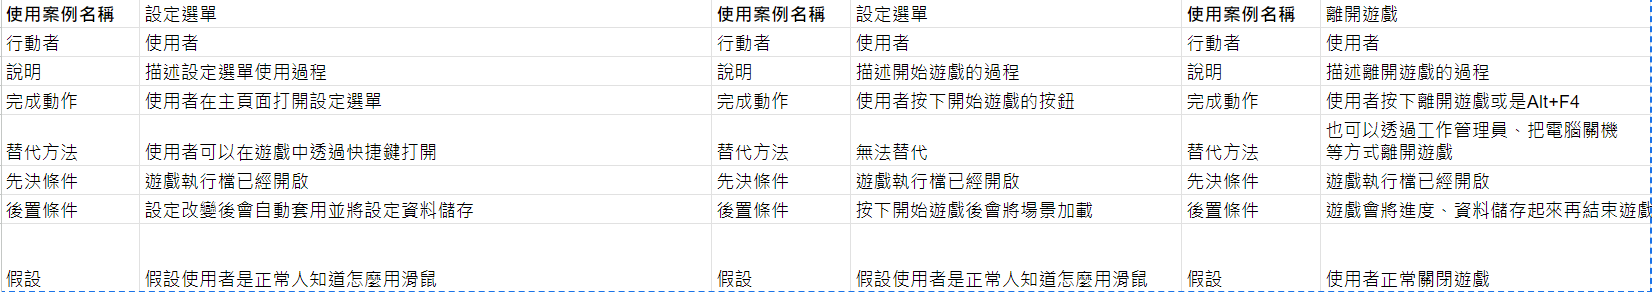 使用案例名稱 設定選單 使用案例名稱 設定選單 使用案例名稱 離開遊戲
行動者 使用者 行動者 使用者 行動者 使用者
說明 描述設定選單使用過程 說明 描述開始遊戲的過程 說明 描述離開遊戲的過程
完成動作 使用者在主頁面打開設定選單 完成動作 使用者按下開始遊戲的按鈕 完成動作 使用者按下離開遊戲或是Alt+F4
也可以透過工作管理員、把電腦關機
替代方法 使用者可以在遊戲中透過快捷鍵打開 替代方法 無法替代 替代方法 等方式離開遊戲
先決條件 遊戲執行檔已經開啟 先決條件 遊戲執行檔已經開啟 先決條件 遊戲執行檔已經開啟
後置條件 設定改變後會自動套用並將設定資料儲存 後置條件 按下開始遊戲後會將場景加載 後置條件 遊戲會將進度、資料儲存起來再結束遊戲
假設 假設使用者是正常人知道怎麼用滑鼠 假設 假設使用者是正常人知道怎麼用滑鼠 假設 使用者正常關閉遊戲